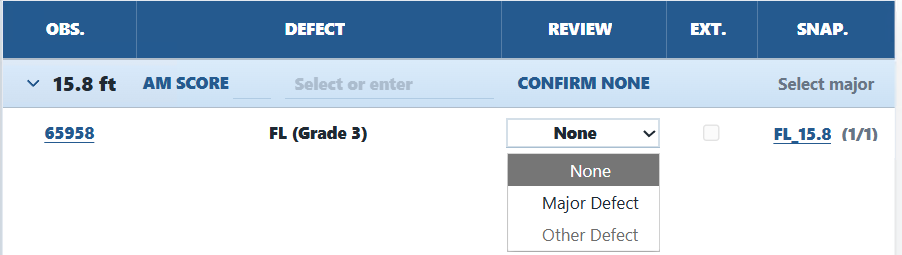 OBS. DEFECT REVIEW EXT. SNAP.
15.8 ft AM SCORE Select or enter CONFIRM NONE Select major
65958 FL (Grade 3) None FL_15.8 (1/1)
None
Major Defect
Other Defect